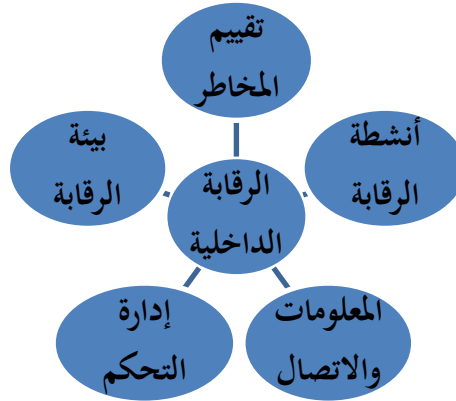 تقييم
المخاطر
أنشطة
الرقابة
بيئة
الرقابة
الرقابة
الداخلية
المعلومات
والاتصال
إدارة
التحكم